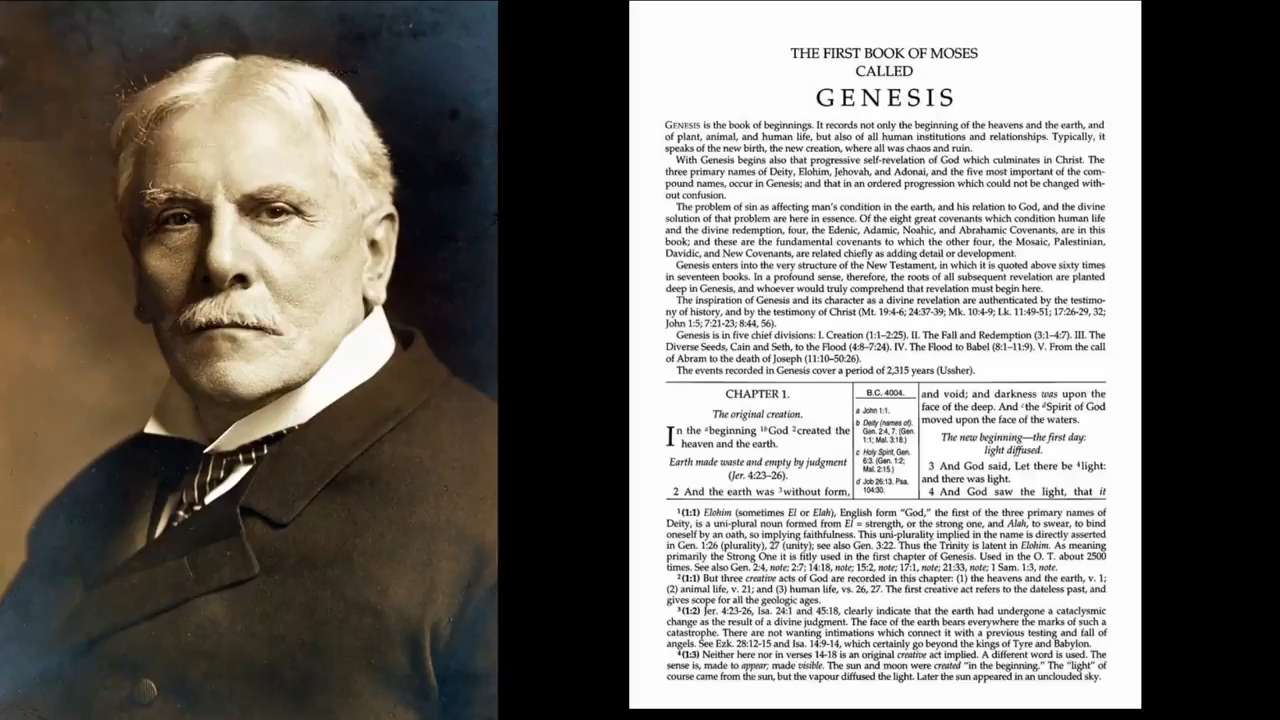 THE FIRST BOOK OF MOSES
CALLED
GENESIS
GENESIS is the book of beginnings. It records not only the beginning of the heavens and the earth, and
of plant, animal, and human life, but also of all human institutions and relationships. Typically, it
speaks of the new birth, the new creation, where all was chaos and ruin.
With Genesis begins also that progressive self-revelation of God which culminates in Christ. The
three primary names of Deity, Elohim, Jehovah, and Adonai, and the five most important of the com-
pound names, occur in Genesis; and that in an ordered progression which could not be changed with-
out confusion.
The problem of sin as affecting man's condition in the earth, and his relation to God, and the divine
solution of that problem are here in essence. Of the eight great covenants which condition human life
and the divine redemption, four, the Edenic, Adamic, Noahic, and Abrahamic Covenants, are in this
book; and these are the fundamental covenants to which the other four, the Mosaic, Palestinian,
Davidic, and New Covenants, are related chiefly as adding detail or development.
Genesis enters into the very structure of the New Testament, in which it is quoted above sixty times
in seventeen books. In a profound sense, therefore, the roots of all subsequent revelation are planted
deep in Genesis, and whoever would truly comprehend that revelation must begin here.
The inspiration of Genesis and its character as a divine revelation are authenticated by the testimo-
ny of history, and by the testimony of Christ (Mt. 19:4-6; 24:37-39; Mk. 10:4-9; Lk. 11:49-51; 17:26-29, 32;
John 1:5; 7:21-23; 8:44, 56).
Genesis is in five chief divisions: I. Creation (1:1–2:25). II. The Fall and Redemption (3:1–4:7). III. The
Diverse Seeds, Cain and Seth, to the Flood (4:8–7:24). IV. The Flood to Babel (8:1–11:9). V. From the call
of Abram to the death of Joseph (11:10–50:26).
The events recorded in Genesis cover a period of 2,315 years (Ussher).
CHAPTER 1.
The original creation.
In the ᵃbeginning ¹ᵇGod ²created the
heaven and the earth.
Earth made waste and empty by judgment
(Jer. 4:23–26).
2 And the earth was ³without form,
B.C. 4004.
a John 1:1.
b Deity (names of).
Gen. 2:4, 7. (Gen.
1:1; Mal. 3:18.)
c Holy Spirit, Gen.
6:3. (Gen. 1:2;
Mal. 2:15.)
d Job 26:13. Psa.
104:30.
and void; and darkness was upon the
face of the deep. And ᶜthe ᵈSpirit of God
moved upon the face of the waters.
The new beginning—the first day:
light diffused.
3 And God said, Let there be ⁴light:
and there was light.
4 And God saw the light, that it
¹(1:1) Elohim (sometimes El or Elah), English form "God," the first of the three primary names of
Deity, is a uni-plural noun formed from El = strength, or the strong one, and Alah, to swear, to bind
oneself by an oath, so implying faithfulness. This uni-plurality implied in the name is directly asserted
in Gen. 1:26 (plurality), 27 (unity); see also Gen. 3:22. Thus the Trinity is latent in Elohim. As meaning
primarily the Strong One it is fitly used in the first chapter of Genesis. Used in the O. T. about 2500
times. See also Gen. 2:4, note; 2:7; 14:18, note; 15:2, note; 17:1, note; 21:33, note; 1 Sam. 1:3, note.
²(1:1) But three creative acts of God are recorded in this chapter: (1) the heavens and the earth, v. 1;
(2) animal life, v. 21; and (3) human life, vs. 26, 27. The first creative act refers to the dateless past, and
gives scope for all the geologic ages.
³(1:2) Jer. 4:23-26, Isa. 24:1 and 45:18, clearly indicate that the earth had undergone a cataclysmic
change as the result of a divine judgment. The face of the earth bears everywhere the marks of such a
catastrophe. There are not wanting intimations which connect it with a previous testing and fall of
angels. See Ezk. 28:12-15 and Isa. 14:9-14, which certainly go beyond the kings of Tyre and Babylon.
⁴(1:3) Neither here nor in verses 14-18 is an original creative act implied. A different word is used. The
sense is, made to appear; made visible. The sun and moon were created "in the beginning." The "light" of
course came from the sun, but the vapour diffused the light. Later the sun appeared in an unclouded sky.